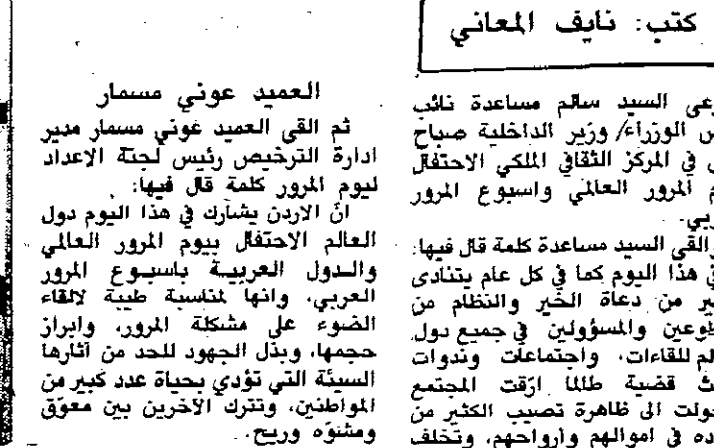 كتب: نايف المعاني
رعى السيد سالم مساعدة نائب
الوزراء/ وزير الداخلية صباح
في المركز الثقافي الملكي الاحتفال
المرور العالمي واسبوع المرور
القى السيد مساعدة كلمة قال فيها:
في هذا اليوم كما في كل عام يتنادى
من دعاة الخير والنظام من
والمسؤولين في جميع دول
للقاءات، واجتماعات وندوات
قضية طالما ارّقت المجتمع
الى ظاهرة تصيب الكثير من
في اموالهم وارواحهم، وتخلف
العميد عوني مسمار
ثم القى العميد عوني مسمار مدير
ادارة الترخيص رئيس لجنة الاعداد
ليوم المرور كلمة قال فيها:
انّ الاردن يشارك في هذا اليوم دول
العالم الاحتفال بيوم المرور العالمي
والدول العربية باسبوع المرور
العربي، وانها لمناسبة طيبة لالقاء
الضوء على مشكلة المرور، وابراز
حجمها، وبذل الجهود للحد من آثارها
السيئة التي تؤدي بحياة عدد كبير من
المواطنين، وتترك الآخرين بين معوّق
ومشوّه وريح.